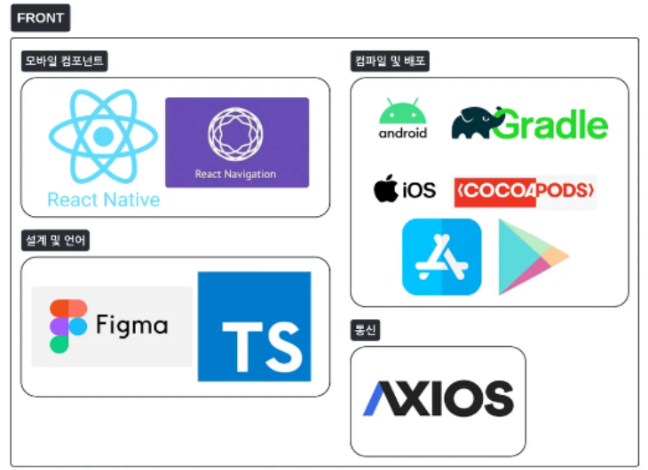 FRONT
모바일 컴포넌트
React Native
React Navigation
설계 및 언어
Figma
TS
컴파일 및 배포
android
Gradle
iOS
COCOAPODS
통신
AXIOS